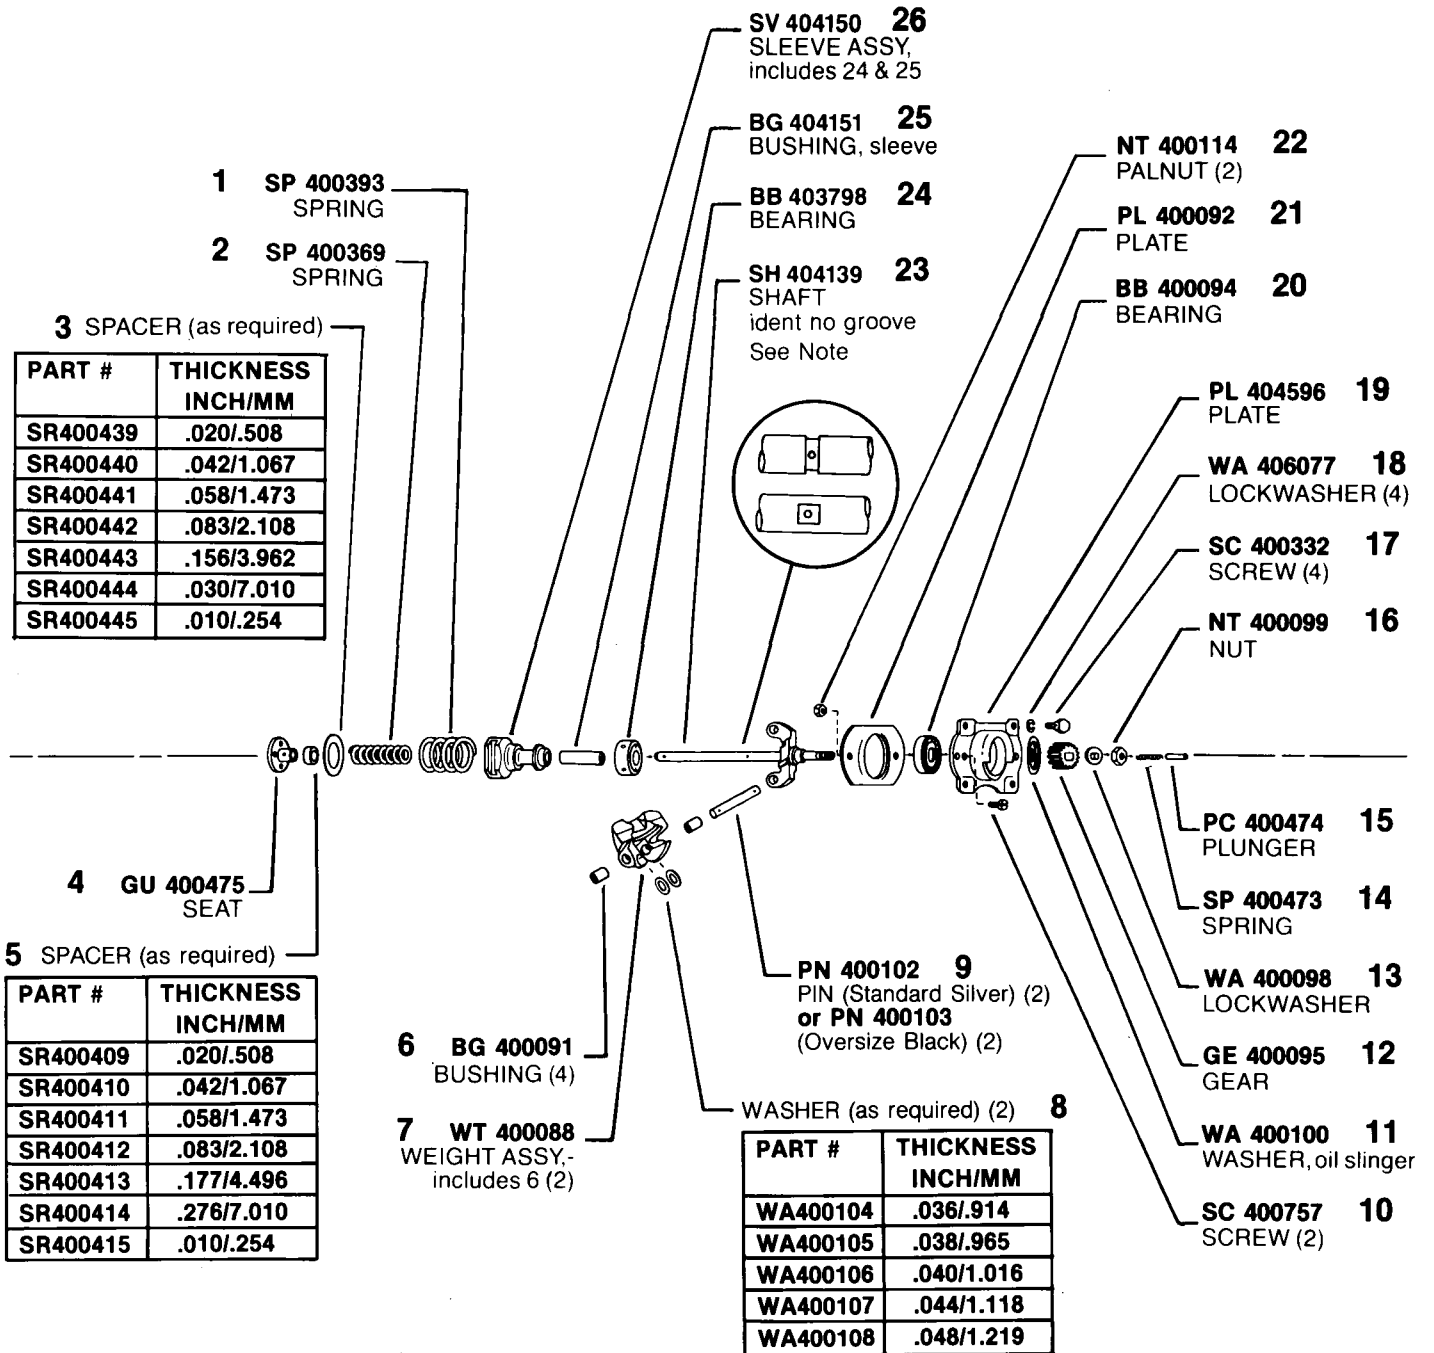 SV 404150 26
SLEEVE ASSY,
includes 24 & 25
BG 404151 25
BUSHING, sleeve
BB 403798 24
BEARING
SH 404139 23
SHAFT
ident no groove
See Note
1 SP 400393
SPRING
2 SP 400369
SPRING
3 SPACER (as required)
PART # THICKNESS
INCH/MM
SR400439 .020/.508
SR400440 .042/1.067
SR400441 .058/1.473
SR400442 .083/2.108
SR400443 .156/3.962
SR400444 .030/7.010
SR400445 .010/.254
NT 400114 22
PALNUT (2)
PL 400092 21
PLATE
BB 400094 20
BEARING
PL 404596 19
PLATE
WA 406077 18
LOCKWASHER (4)
SC 400332 17
SCREW (4)
NT 400099 16
NUT
4 GU 400475
SEAT
5 SPACER (as required)
PART # THICKNESS
INCH/MM
SR400409 .020/.508
SR400410 .042/1.067
SR400411 .058/1.473
SR400412 .083/2.108
SR400413 .177/4.496
SR400414 .276/7.010
SR400415 .010/.254
6 BG 400091
BUSHING (4)
7 WT 400088
WEIGHT ASSY,-
includes 6 (2)
PN 400102 9
PIN (Standard Silver) (2)
or PN 400103
(Oversize Black) (2)
WASHER (as required) (2) 8
PART # THICKNESS
INCH/MM
WA400104 .036/.914
WA400105 .038/.965
WA400106 .040/1.016
WA400107 .044/1.118
WA400108 .048/1.219
PC 400474 15
PLUNGER
SP 400473 14
SPRING
WA 400098 13
LOCKWASHER
GE 400095 12
GEAR
WA 400100 11
WASHER, oil slinger
SC 400757 10
SCREW (2)